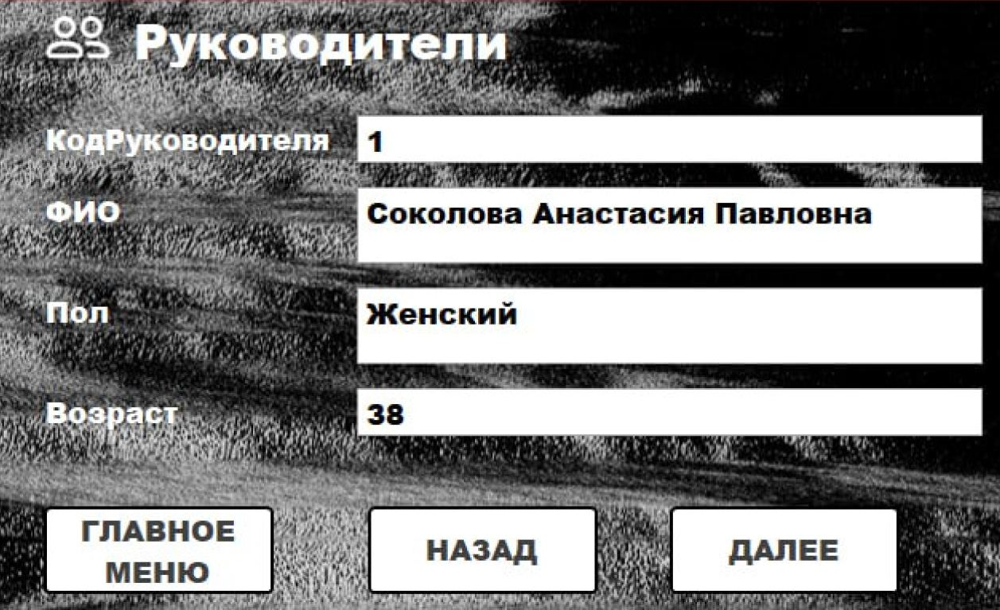 Руководители
КодРуководителя 1
ФИО Соколова Анастасия Павловна
Пол Женский
Возраст 38
ГЛАВНОЕ
МЕНЮ
НАЗАД
ДАЛЕЕ